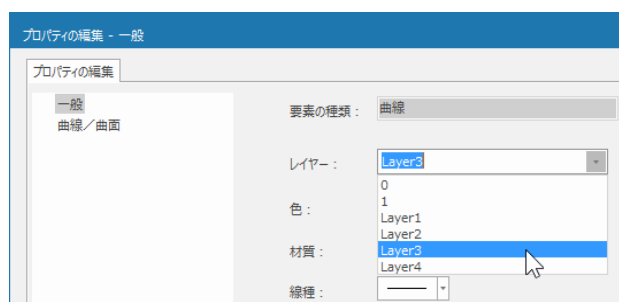 プロパティの編集 - 一般
プロパティの編集
一般
曲線／曲面
要素の種類：
曲線
レイヤー：
Layer3
0
1
Layer1
Layer2
Layer3
Layer4
色：
材質：
線種：